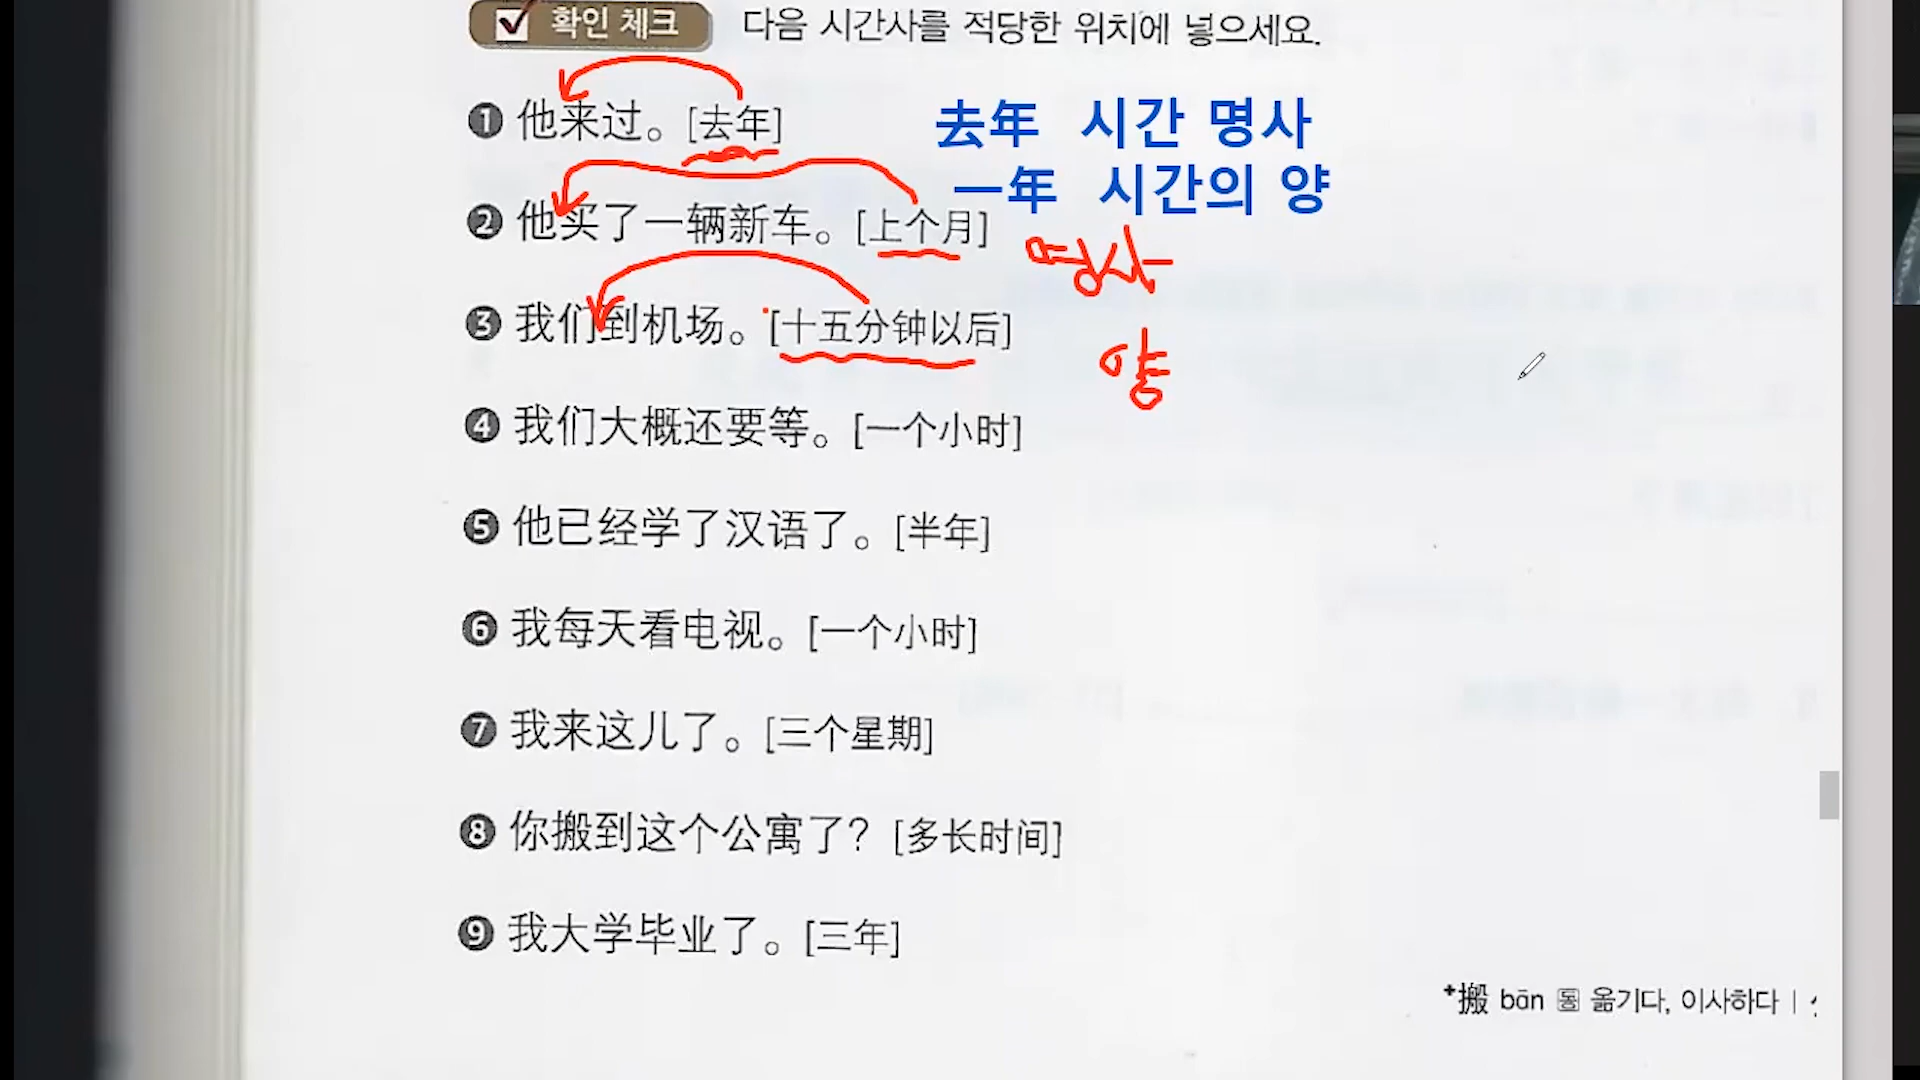 확인 체크 다음 시간사를 적당한 위치에 넣으세요.
❶ 他来过。[去年]
去年 시간 명사
一年 시간의 양
❷ 他买了一辆新车。[上个月]
명사
❸ 我们到机场。[十五分钟以后]
양
❹ 我们大概还要等。[一个小时]
❺ 他已经学了汉语了。[半年]
❻ 我每天看电视。[一个小时]
❼ 我来这儿了。[三个星期]
❽ 你搬到这个公寓了？[多长时间]
❾ 我大学毕业了。[三年]
+搬 bān 동 옮기다, 이사하다 |